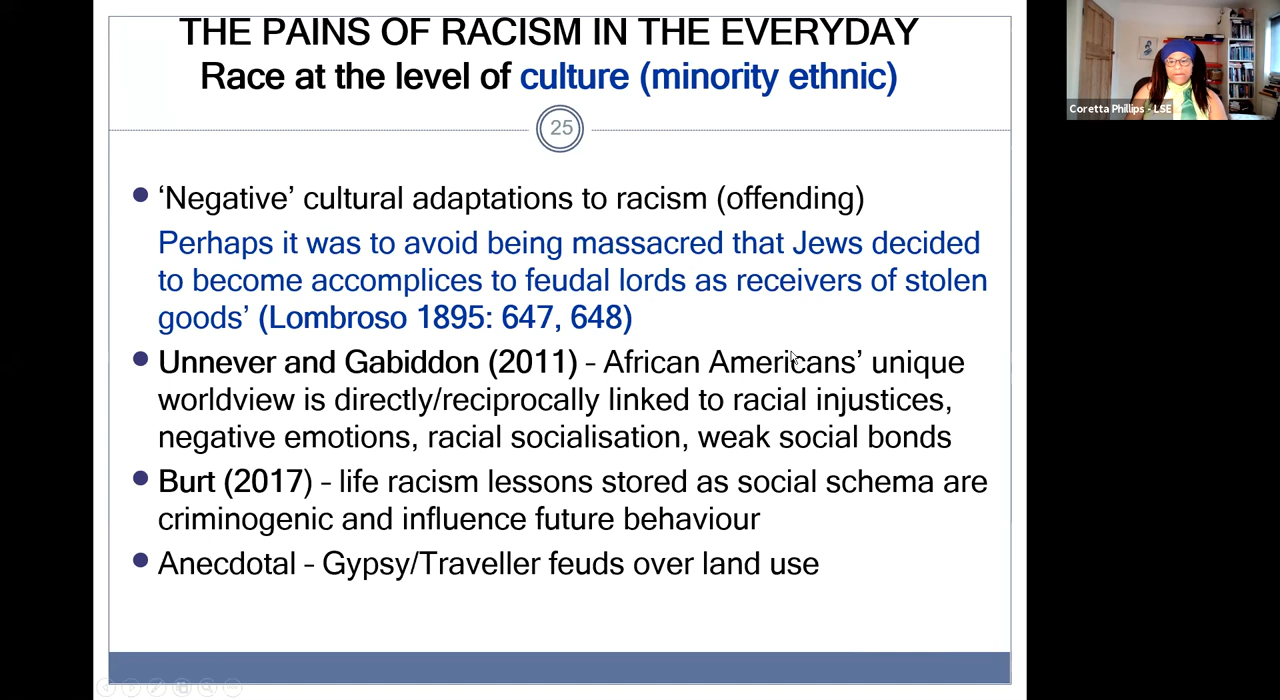 THE PAINS OF RACISM IN THE EVERYDAY
Race at the level of culture (minority ethnic)
25
‘Negative’ cultural adaptations to racism (offending)
Perhaps it was to avoid being massacred that Jews decided
to become accomplices to feudal lords as receivers of stolen
goods’ (Lombroso 1895: 647, 648)
Unnever and Gabiddon (2011) – African Americans’ unique
worldview is directly/reciprocally linked to racial injustices,
negative emotions, racial socialisation, weak social bonds
Burt (2017) – life racism lessons stored as social schema are
criminogenic and influence future behaviour
Anecdotal – Gypsy/Traveller feuds over land use
Coretta Phillips - LSE